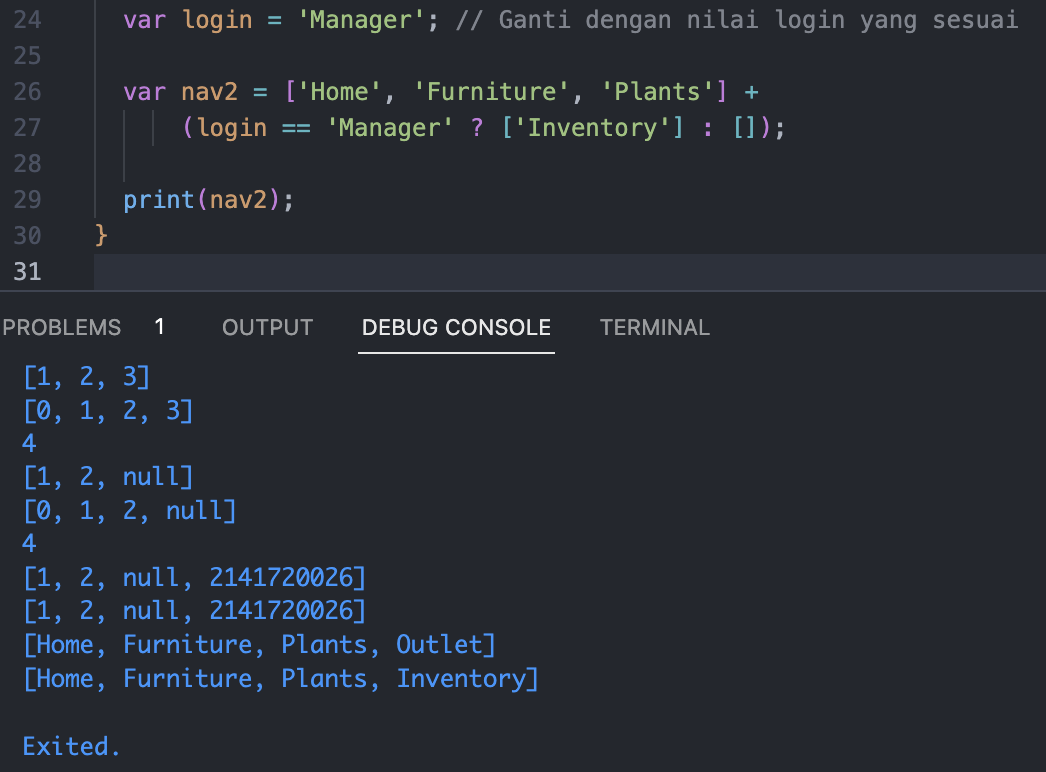 24 var login = 'Manager'; // Ganti dengan nilai login yang sesuai
25
26 var nav2 = ['Home', 'Furniture', 'Plants'] +
27 (login == 'Manager' ? ['Inventory'] : []);
28
29 print(nav2);
30 }
31
PROBLEMS 1 OUTPUT DEBUG CONSOLE TERMINAL
[1, 2, 3]
[0, 1, 2, 3]
4
[1, 2, null]
[0, 1, 2, null]
4
[1, 2, null, 2141720026]
[1, 2, null, 2141720026]
[Home, Furniture, Plants, Outlet]
[Home, Furniture, Plants, Inventory]
Exited.